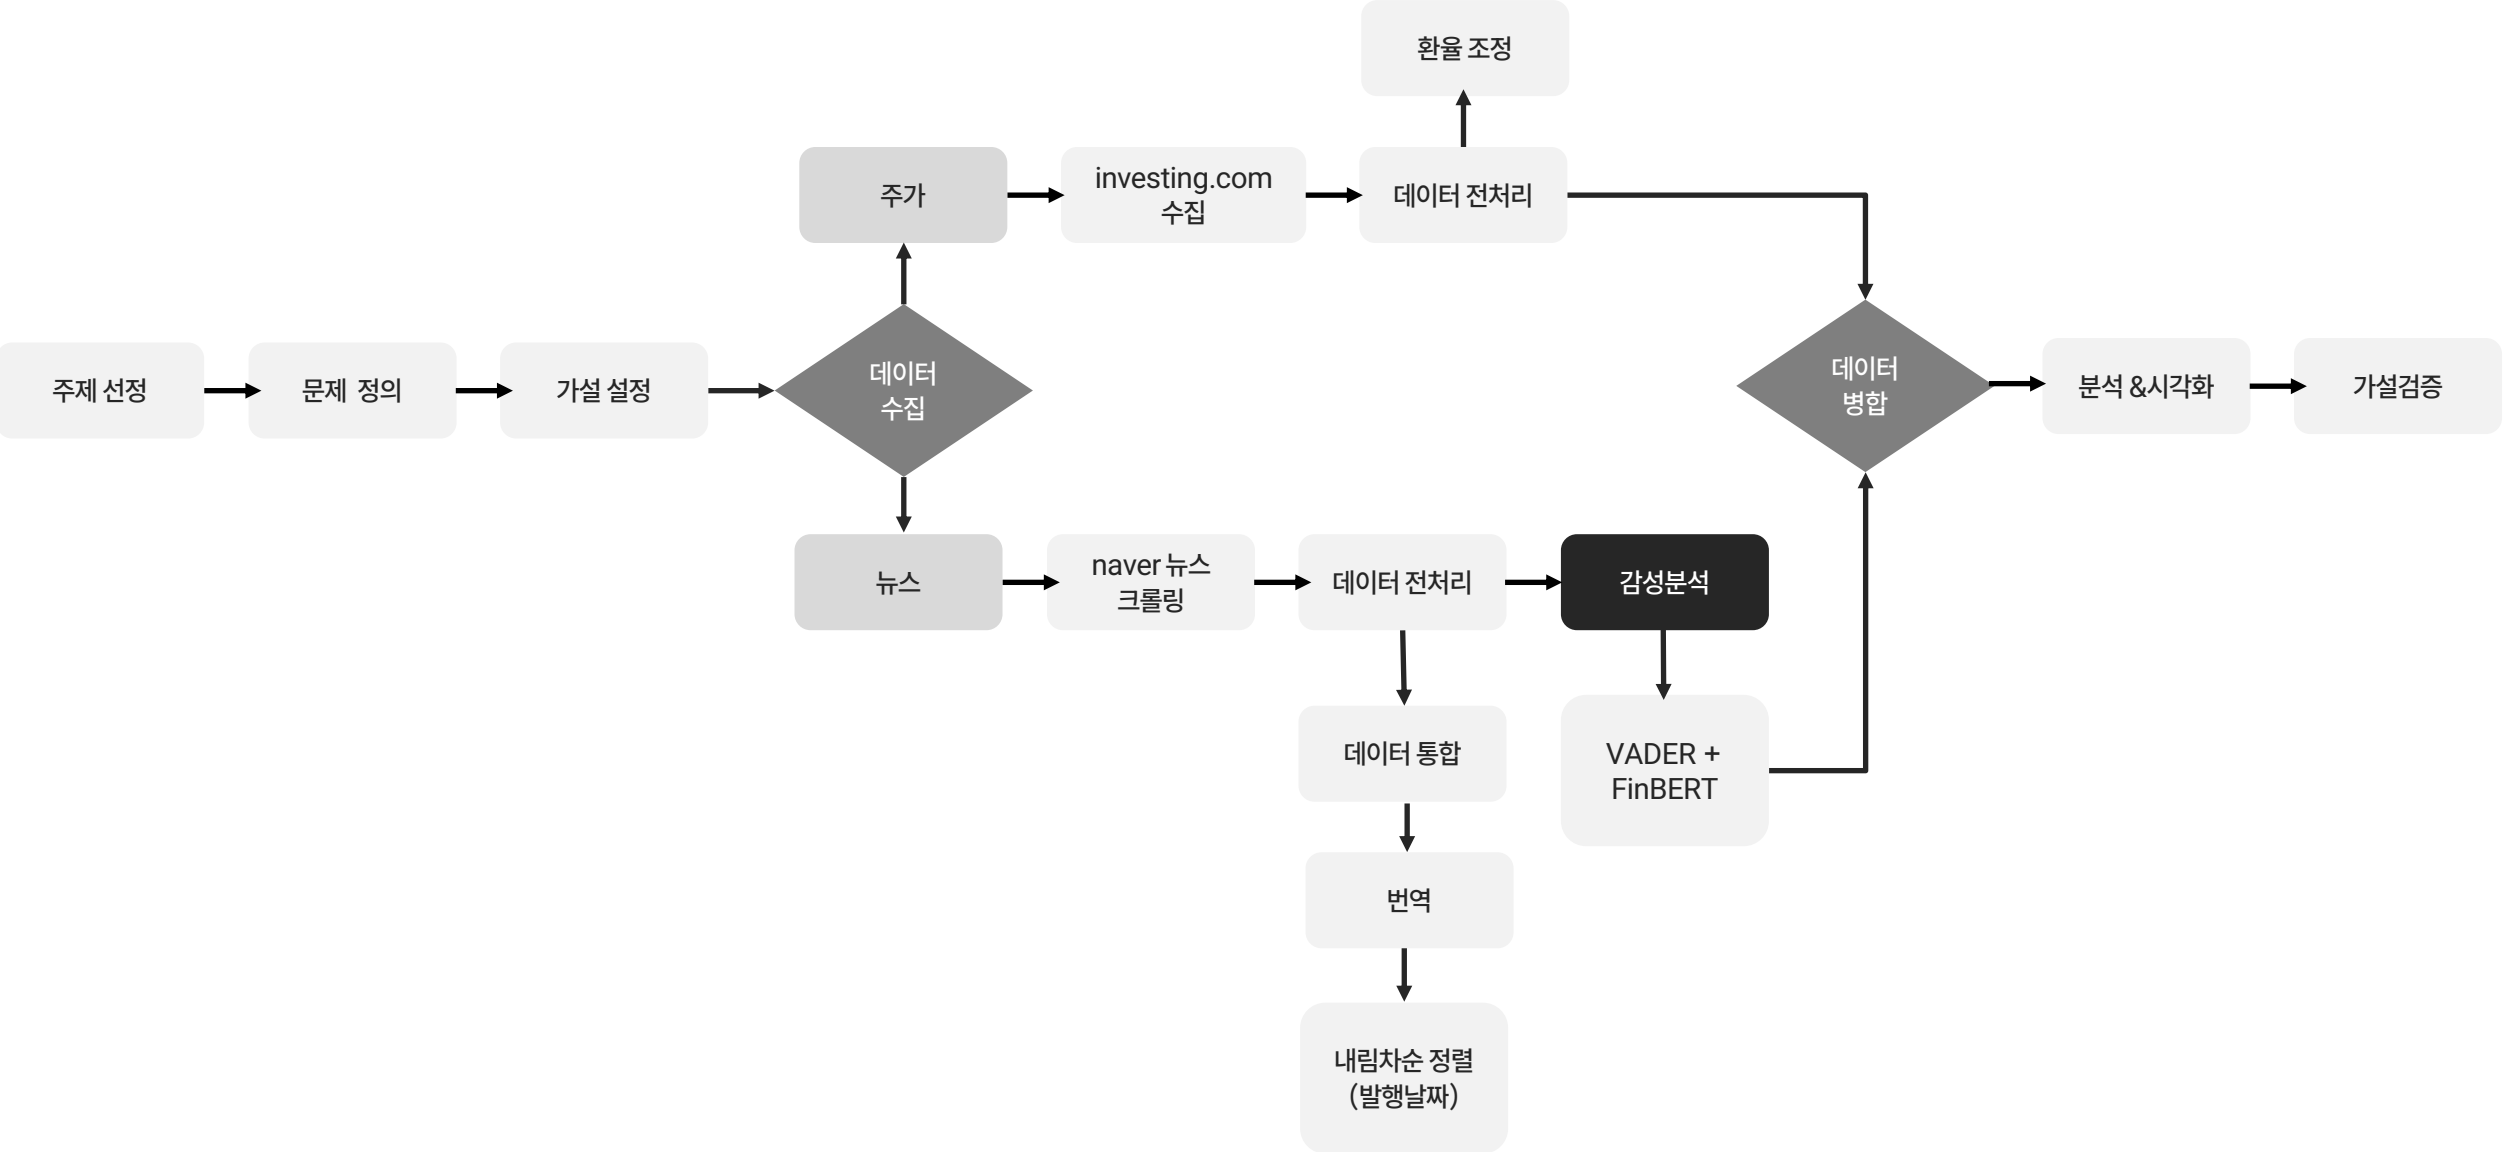 환율 조정
주가
investing.com
수집
데이터 전처리
주제 선정
문제 정의
가설 설정
데이터
수집
데이터
병합
분석 &시각화
가설검증
뉴스
naver 뉴스
크롤링
데이터 전처리
감성분석
데이터 통합
VADER +
FinBERT
번역
내림차순 정렬
(발행날짜)